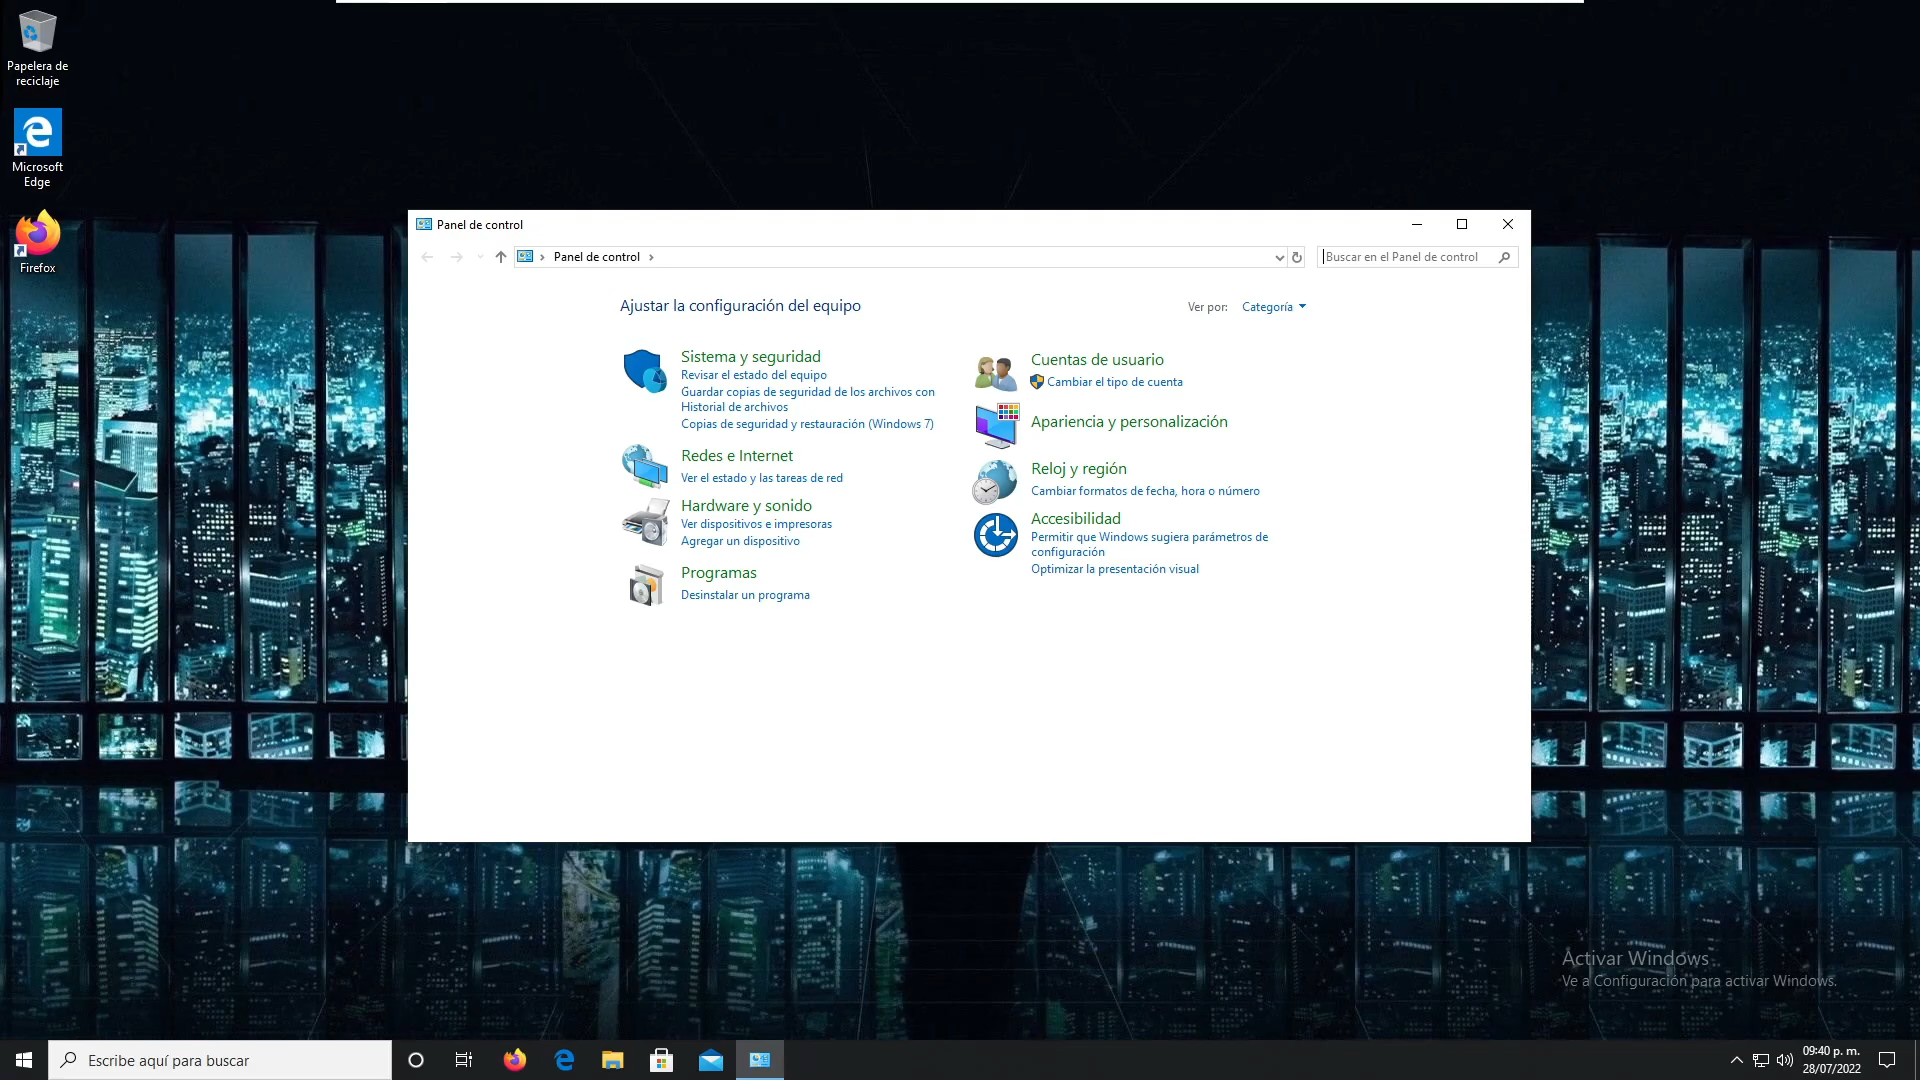 Papelera de
reciclaje
Microsoft
Edge
Firefox
Panel de control
Panel de control
Buscar en el Panel de control
Ajustar la configuración del equipo
Ver por: Categoría
Sistema y seguridad
Revisar el estado del equipo
Guardar copias de seguridad de los archivos con
Historial de archivos
Copias de seguridad y restauración (Windows 7)
Redes e Internet
Ver el estado y las tareas de red
Hardware y sonido
Ver dispositivos e impresoras
Agregar un dispositivo
Programas
Desinstalar un programa
Cuentas de usuario
Cambiar el tipo de cuenta
Apariencia y personalización
Reloj y región
Cambiar formatos de fecha, hora o número
Accesibilidad
Permitir que Windows sugiera parámetros de
configuración
Optimizar la presentación visual
Activar Windows
Ve a Configuración para activar Windows.
Escribe aquí para buscar
09:40 p. m.
28/07/2022